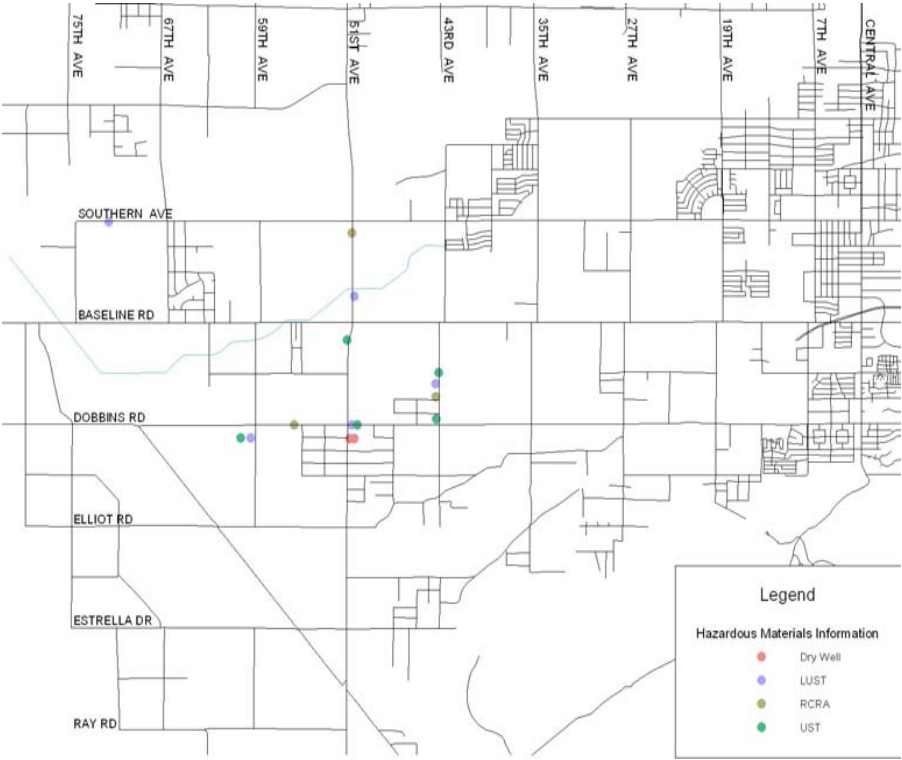 75TH AVE
67TH AVE
59TH AVE
51ST AVE
43RD AVE
35TH AVE
27TH AVE
19TH AVE
7TH AVE
CENTRAL AVE
SOUTHERN AVE
BASELINE RD
DOBBINS RD
ELLIOT RD
ESTRELLA DR
RAY RD
Legend
Hazardous Materials Information
Dry Well
LUST
RCRA
UST